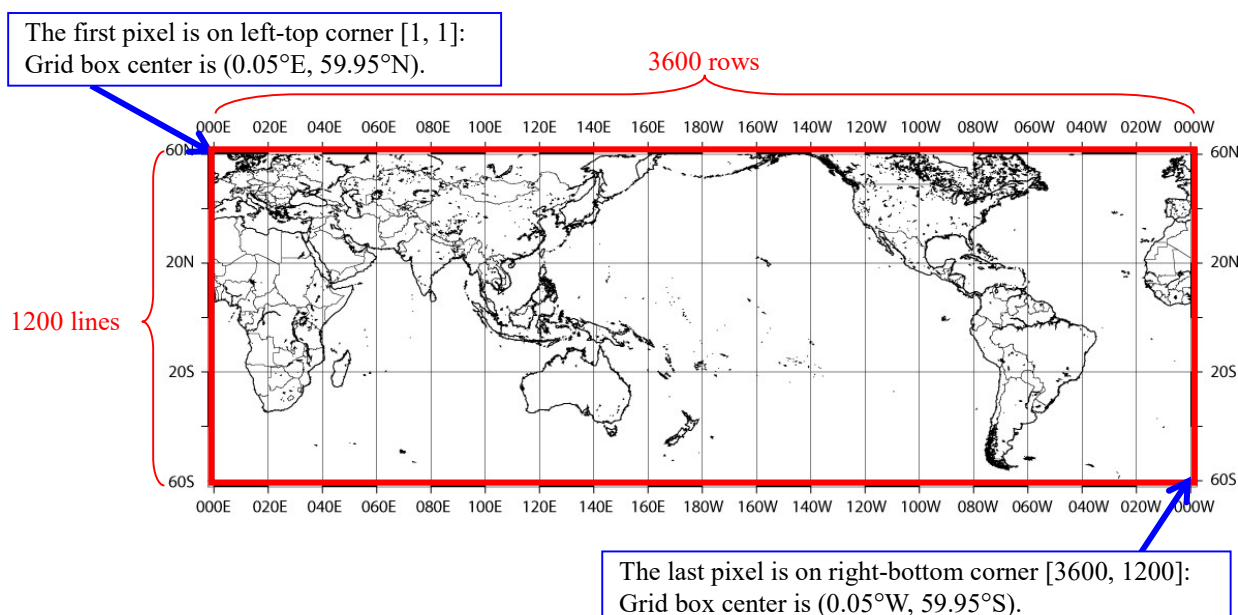 The first pixel is on left-top corner [1, 1]:
Grid box center is (0.05°E, 59.95°N).
3600 rows
000E 020E 040E 060E 080E 100E 120E 140E 160E 180W 160W 140W 120W 100W 080W 060W 040W 020W 000W
60N 60N
20N 20N
1200 lines
20S 20S
60S 60S
000E 020E 040E 060E 080E 100E 120E 140E 160E 180W 160W 140W 120W 100W 080W 060W 040W 020W 000W
The last pixel is on right-bottom corner [3600, 1200]:
Grid box center is (0.05°W, 59.95°S).